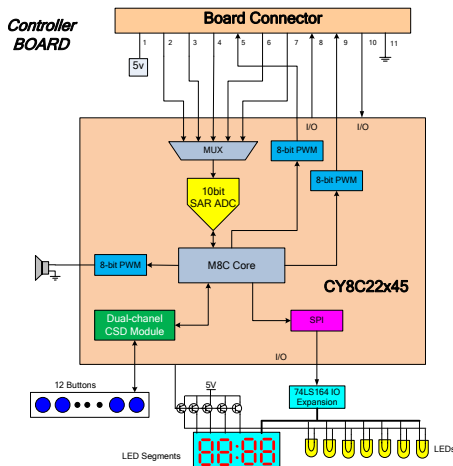 Controller
BOARD
Board Connector
1 2 3 4 5 6 7 8 9 10 11
5v
I/O
I/O
MUX
8-bit PWM
8-bit PWM
10bit
SAR ADC
8-bit PWM
M8C Core
CY8C22x45
Dual-chanel
CSD Module
SPI
I/O
12 Buttons
5V
74LS164 IO
Expansion
LED Segments
88:88
LEDs